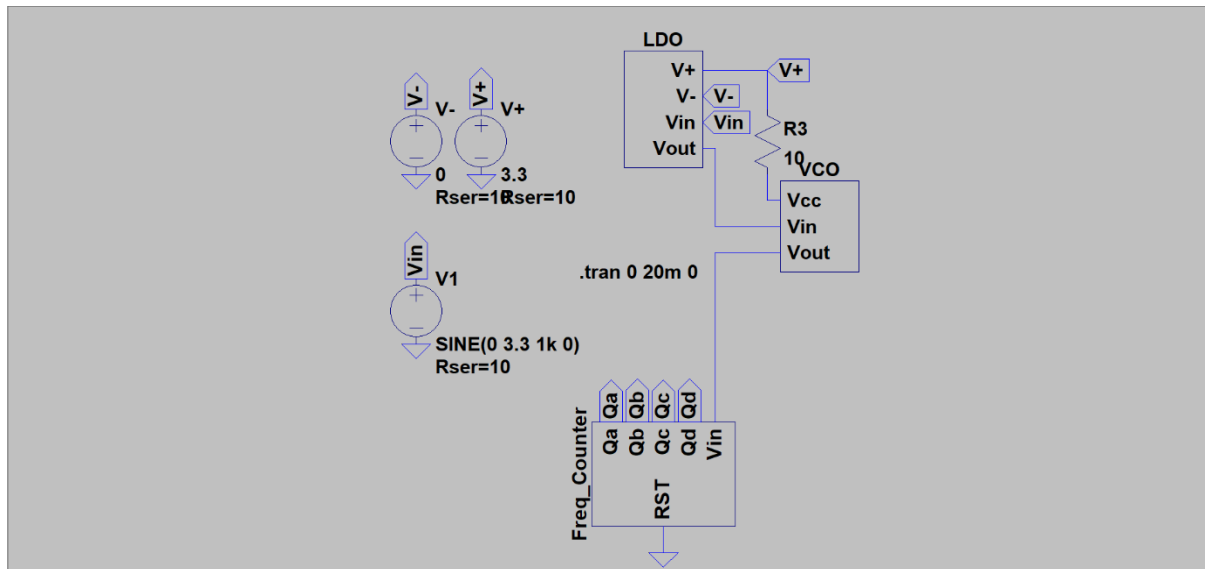 LDO
V+
V-
Vin
Vout
V+
V-
Vin
R3
10
V-
V-
0
Rser=10
V+
V+
3.3
Rser=10
VCO
Vcc
Vin
Vout
Vin
V1
SINE(0 3.3 1k 0)
Rser=10
.tran 0 20m 0
Freq_Counter
Qa
Qb
Qc
Qd
Qa
Qb
Qc
Qd
Vin
RST